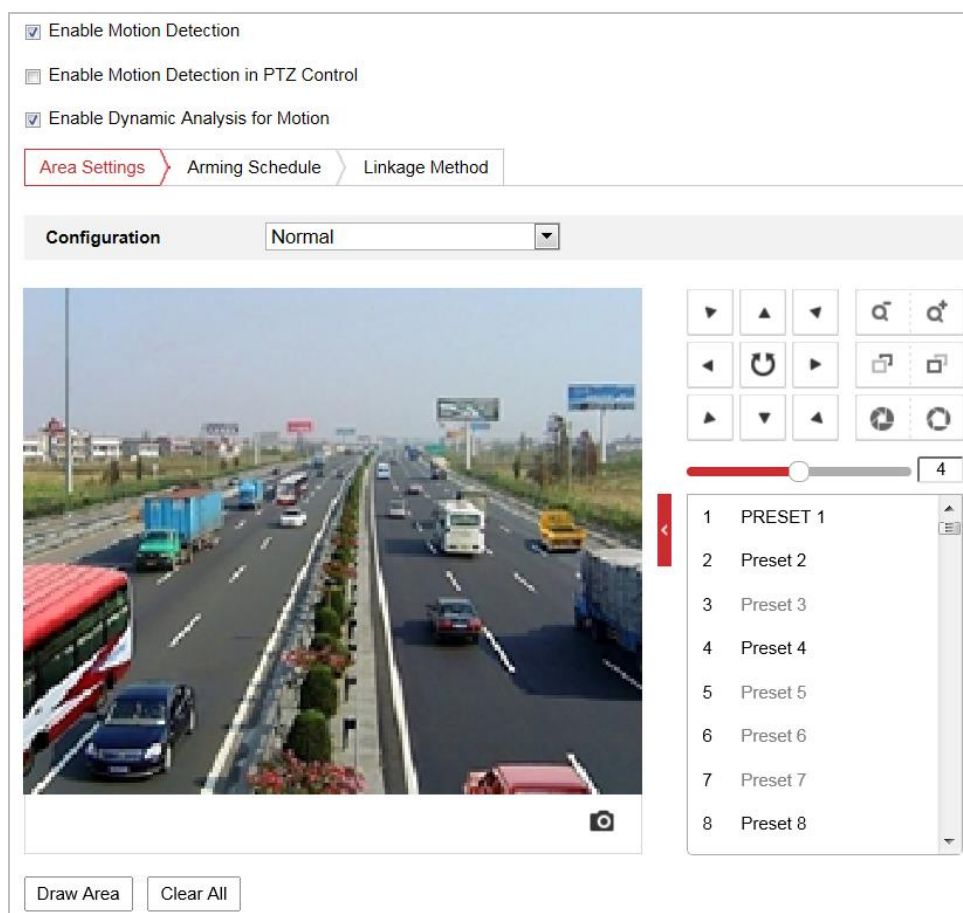 Enable Motion Detection
Enable Motion Detection in PTZ Control
Enable Dynamic Analysis for Motion
Area Settings Arming Schedule Linkage Method
Configuration Normal
4
1 PRESET 1
2 Preset 2
3 Preset 3
4 Preset 4
5 Preset 5
6 Preset 6
7 Preset 7
8 Preset 8
Draw Area Clear All